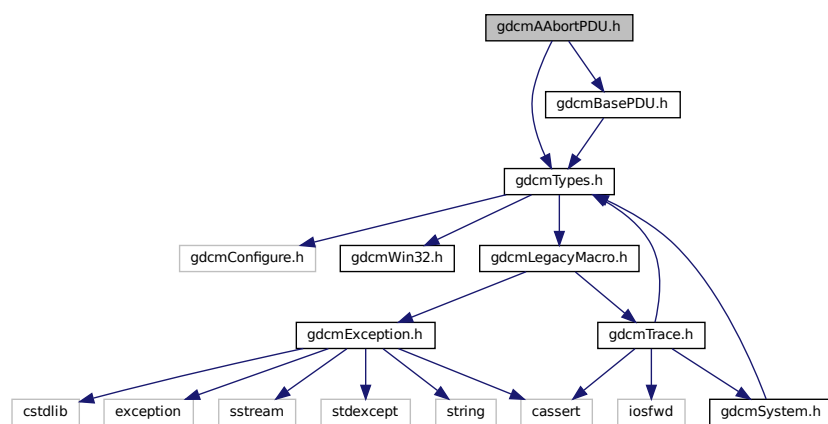 gdcmAAbortPDU.h
gdcmBasePDU.h
gdcmTypes.h
gdcmConfigure.h
gdcmWin32.h
gdcmLegacyMacro.h
gdcmException.h
gdcmTrace.h
cstdlib
exception
sstream
stdexcept
string
cassert
iosfwd
gdcmSystem.h